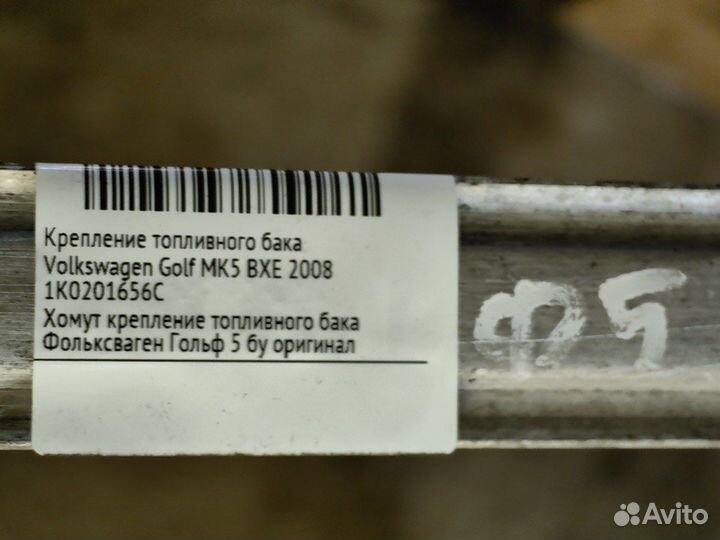 Крепление топливного бака
Volkswagen Golf MK5 BXE 2008
1K0201656C
Хомут крепление топливного бака
Фольксваген Гольф 5 бу оригинал
Ф5
Avito